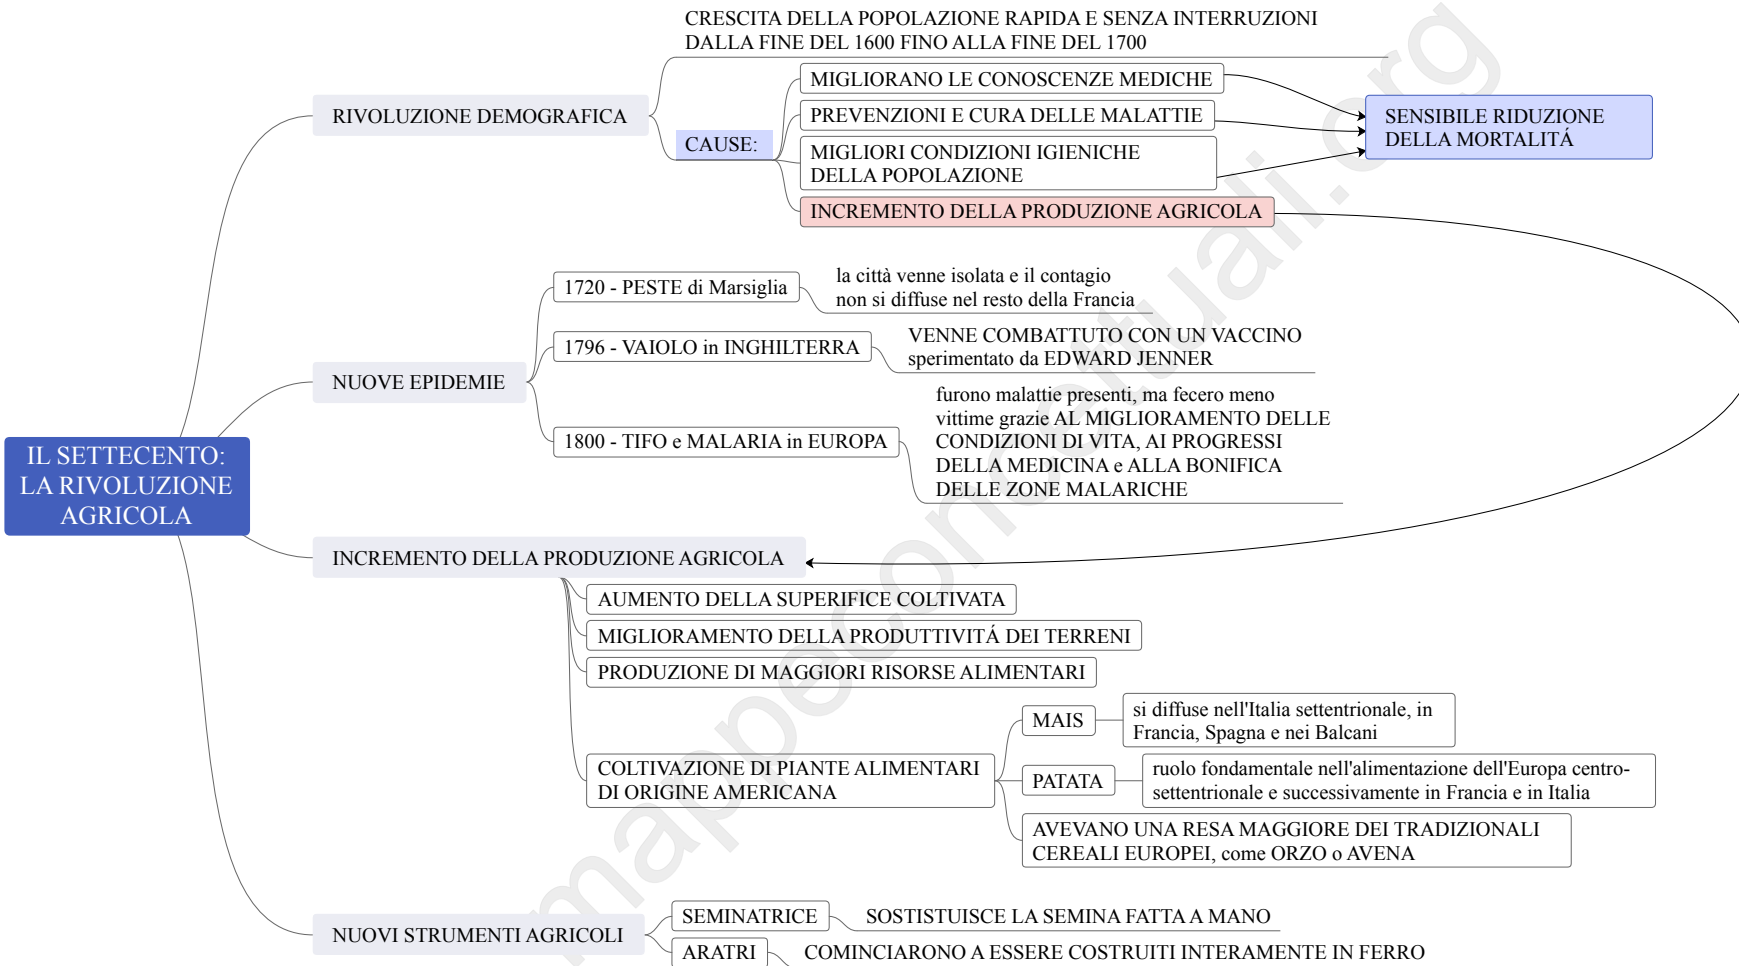 CRESCITA DELLA POPOLAZIONE RAPIDA E SENZA INTERRUZIONI
DALLA FINE DEL 1600 FINO ALLA FINE DEL 1700
RIVOLUZIONE DEMOGRAFICA
CAUSE:
MIGLIORANO LE CONOSCENZE MEDICHE
PREVENZIONI E CURA DELLE MALATTIE
MIGLIORI CONDIZIONI IGIENICHE
DELLA POPOLAZIONE
INCREMENTO DELLA PRODUZIONE AGRICOLA
SENSIBILE RIDUZIONE
DELLA MORTALITÁ
NUOVE EPIDEMIE
1720 - PESTE di Marsiglia
la città venne isolata e il contagio
non si diffuse nel resto della Francia
1796 - VAIOLO in INGHILTERRA
VENNE COMBATTUTO CON UN VACCINO
sperimentato da EDWARD JENNER
1800 - TIFO e MALARIA in EUROPA
furono malattie presenti, ma fecero meno
vittime grazie AL MIGLIORAMENTO DELLE
CONDIZIONI DI VITA, AI PROGRESSI
DELLA MEDICINA e ALLA BONIFICA
DELLE ZONE MALARICHE
IL SETTECENTO:
LA RIVOLUZIONE
AGRICOLA
INCREMENTO DELLA PRODUZIONE AGRICOLA
AUMENTO DELLA SUPERIFICE COLTIVATA
MIGLIORAMENTO DELLA PRODUTTIVITÁ DEI TERRENI
PRODUZIONE DI MAGGIORI RISORSE ALIMENTARI
COLTIVAZIONE DI PIANTE ALIMENTARI
DI ORIGINE AMERICANA
MAIS
si diffuse nell'Italia settentrionale, in
Francia, Spagna e nei Balcani
PATATA
ruolo fondamentale nell'alimentazione dell'Europa centro-
settentrionale e successivamente in Francia e in Italia
AVEVANO UNA RESA MAGGIORE DEI TRADIZIONALI
CEREALI EUROPEI, come ORZO o AVENA
NUOVI STRUMENTI AGRICOLI
SEMINATRICE
SOSTISTUISCE LA SEMINA FATTA A MANO
ARATRI
COMINCIARONO A ESSERE COSTRUITI INTERAMENTE IN FERRO
mappeconcettuali.org